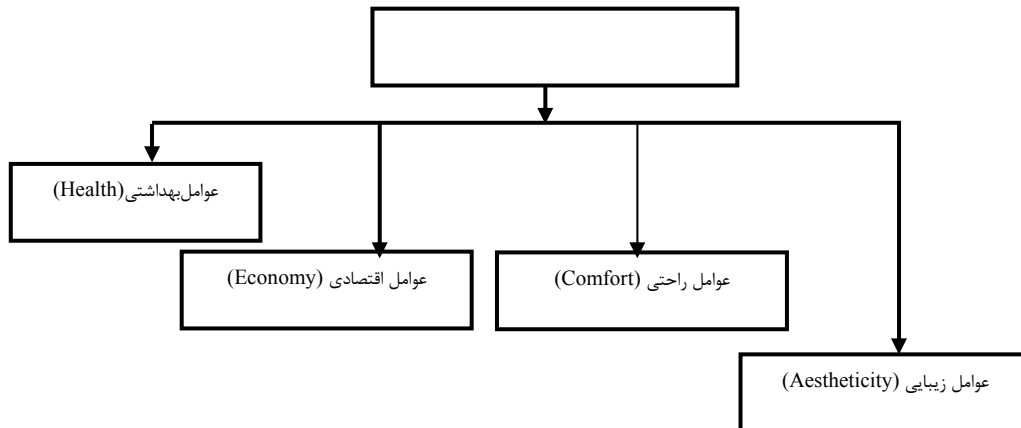 عوامل‌بهداشتی(Health)
عوامل اقتصادی (Economy)
عوامل راحتی (Comfort)
عوامل زیبایی (Aestheticity)